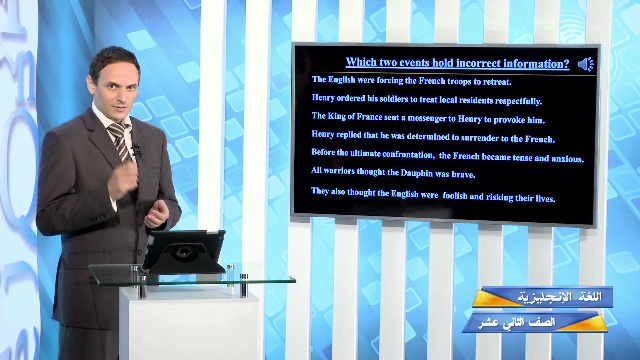 Which two events hold incorrect information?
The English were forcing the French troops to retreat.
Henry ordered his soldiers to treat local residents respectfully.
The King of France sent a messenger to Henry to provoke him.
Henry replied that he was determined to surrender to the French.
Before the ultimate confrontation, the French became tense and anxious.
All warriors thought the Dauphin was brave.
They also thought the English were foolish and risking their lives.
اللغة الإنجليزية
الصف الثاني عشر